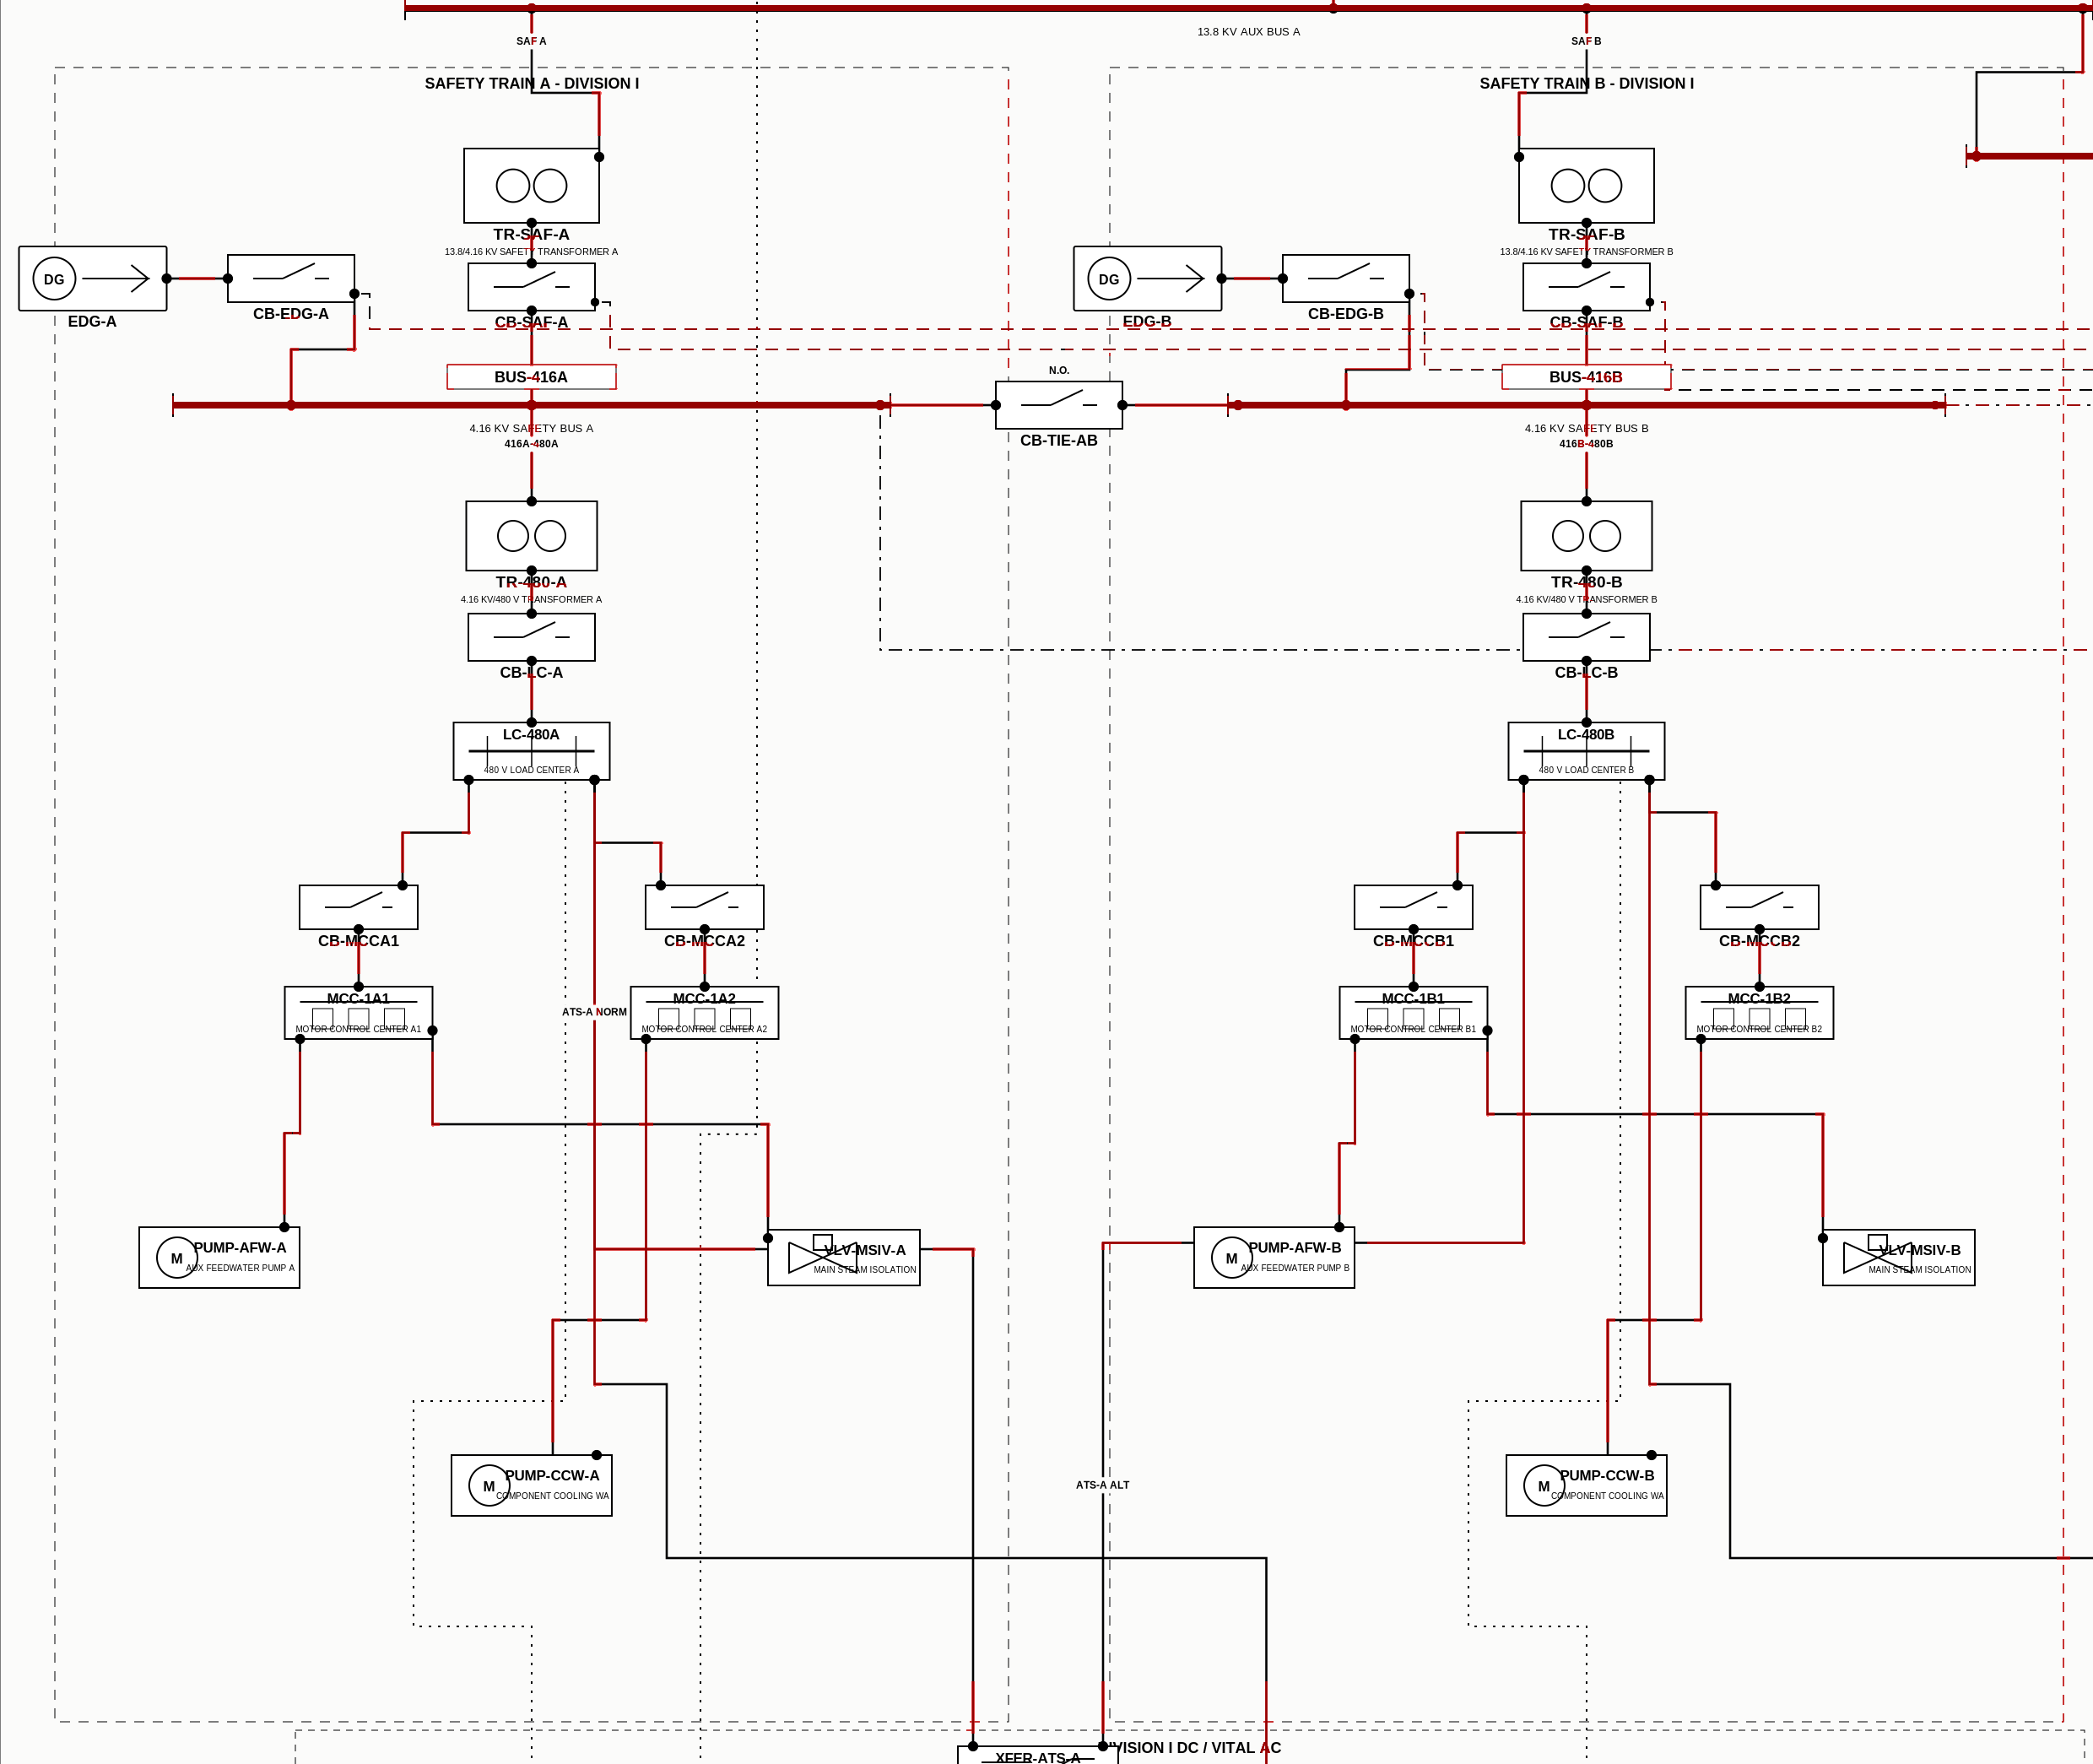 SAF A
13.8 KV AUX BUS A
SAF B
SAFETY TRAIN A - DIVISION I
SAFETY TRAIN B - DIVISION I
TR-SAF-A
13.8/4.16 KV SAFETY TRANSFORMER A
TR-SAF-B
13.8/4.16 KV SAFETY TRANSFORMER B
DG
EDG-A
CB-EDG-A
CB-SAF-A
DG
EDG-B
CB-EDG-B
CB-SAF-B
BUS-416A
N.O.
BUS-416B
4.16 KV SAFETY BUS A
416A-480A
CB-TIE-AB
4.16 KV SAFETY BUS B
416B-480B
TR-480-A
4.16 KV/480 V TRANSFORMER A
TR-480-B
4.16 KV/480 V TRANSFORMER B
CB-LC-A
CB-LC-B
LC-480A
480 V LOAD CENTER A
LC-480B
480 V LOAD CENTER B
CB-MCCA1
CB-MCCA2
CB-MCCB1
CB-MCCB2
MCC-1A1
MOTOR CONTROL CENTER A1
ATS-A NORM
MCC-1A2
MOTOR CONTROL CENTER A2
MCC-1B1
MOTOR CONTROL CENTER B1
MCC-1B2
MOTOR CONTROL CENTER B2
M
PUMP-AFW-A
AUX FEEDWATER PUMP A
VLV-MSIV-A
MAIN STEAM ISOLATION
M
PUMP-AFW-B
AUX FEEDWATER PUMP B
VLV-MSIV-B
MAIN STEAM ISOLATION
M
PUMP-CCW-A
COMPONENT COOLING WA
ATS-A ALT
M
PUMP-CCW-B
COMPONENT COOLING WA
VISION I DC / VITAL AC
XFER-ATS-A